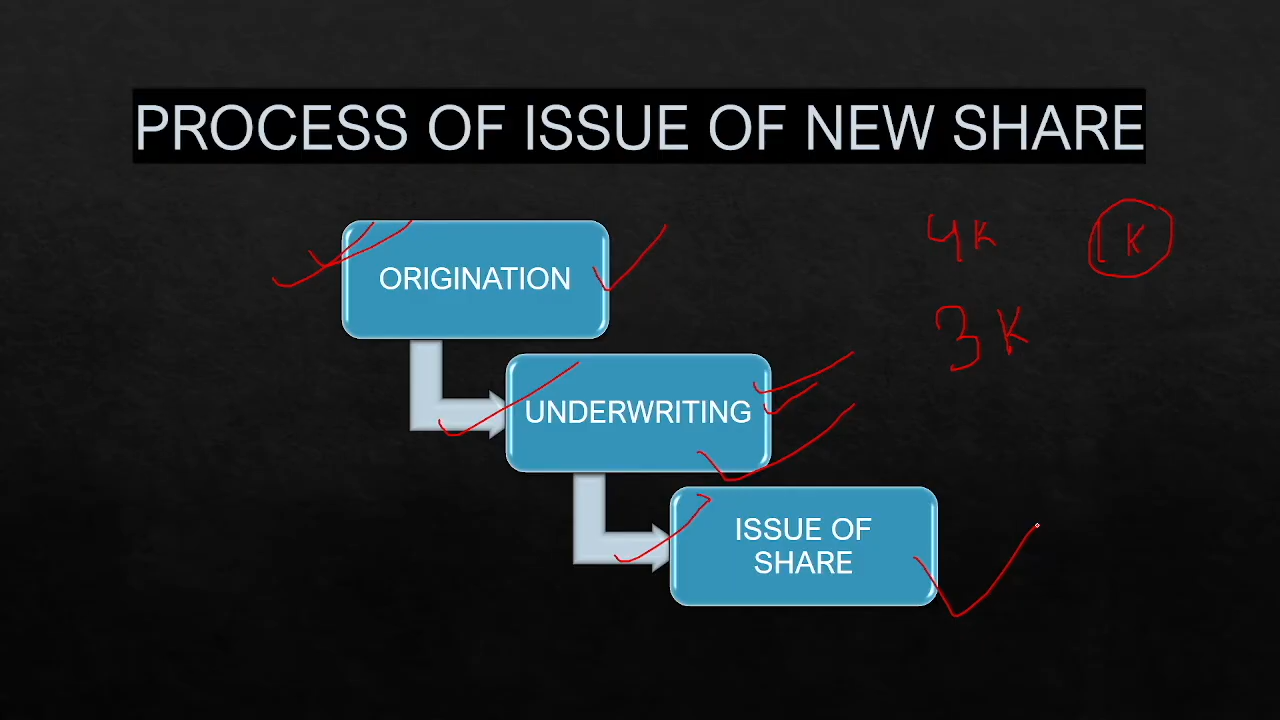 PROCESS OF ISSUE OF NEW SHARE
ORIGINATION
4K
1K
3K
UNDERWRITING
ISSUE OF
SHARE